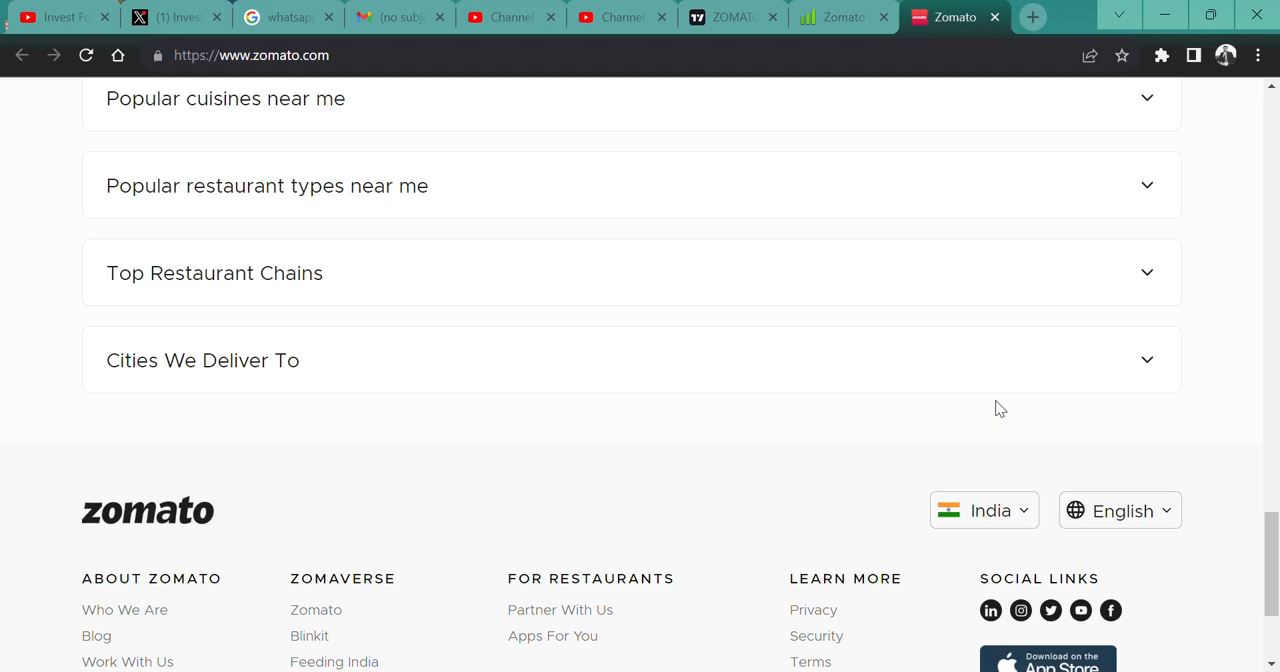 Invest Fo
(1) Invest
whatsapp
(no subje
Channel
Channel
ZOMATO
Zomato
Zomato
https://www.zomato.com
Popular cuisines near me
Popular restaurant types near me
Top Restaurant Chains
Cities We Deliver To
zomato
India
English
ABOUT ZOMATO
Who We Are
Blog
Work With Us
ZOMAVERSE
Zomato
Blinkit
Feeding India
FOR RESTAURANTS
Partner With Us
Apps For You
LEARN MORE
Privacy
Security
Terms
SOCIAL LINKS
Download on the
App Store